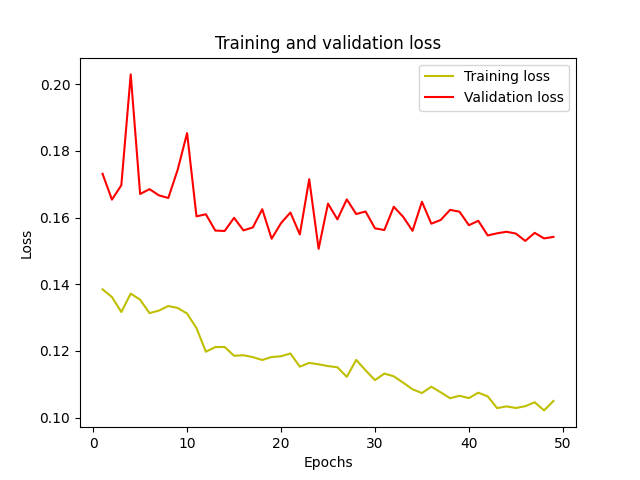 Training and validation loss
Training loss
Validation loss
0.20
0.18
0.16
0.14
0.12
0.10
Loss
0
10
20
30
40
50
Epochs